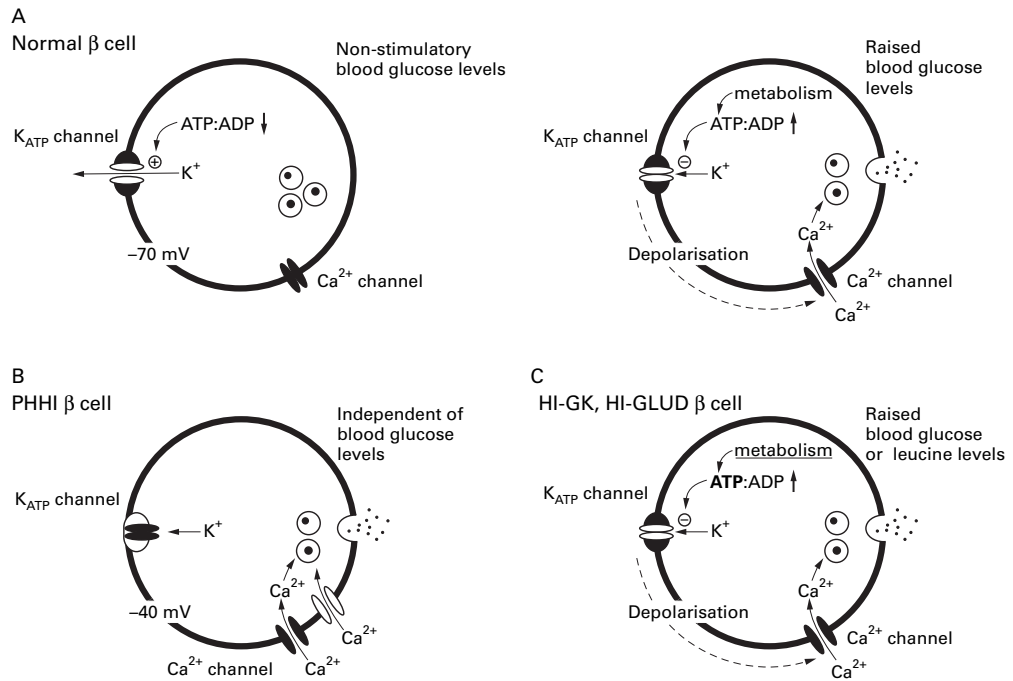 A
Normal β cell
Non-stimulatory
blood glucose levels
K_ATP channel
ATP:ADP ↓
+
K⁺
–70 mV
Ca²⁺ channel
Raised
blood glucose
levels
metabolism
K_ATP channel
ATP:ADP ↑
–
K⁺
Ca²⁺
Depolarisation
Ca²⁺ channel
Ca²⁺
B
PHHI β cell
Independent of
blood glucose
levels
K_ATP channel
K⁺
Ca²⁺
–40 mV
Ca²⁺
Ca²⁺ channel
Ca²⁺
C
HI-GK, HI-GLUD β cell
Raised
blood glucose
or leucine levels
metabolism
K_ATP channel
ATP:ADP ↑
–
K⁺
Ca²⁺
Depolarisation
Ca²⁺ channel
Ca²⁺